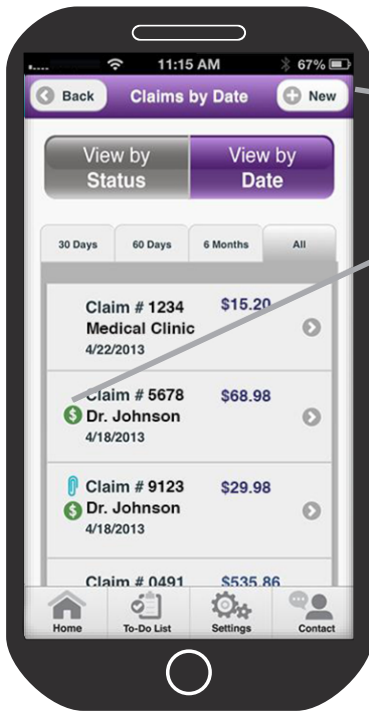 11:15 AM 67%
Back Claims by Date New
View by Status
View by Date
30 Days 60 Days 6 Months All
Claim # 1234 $15.20
Medical Clinic
4/22/2013
Claim # 5678 $68.98
Dr. Johnson
4/18/2013
Claim # 9123 $29.98
Dr. Johnson
4/18/2013
Claim # 0491 $535.86
Home To-Do List Settings Contact